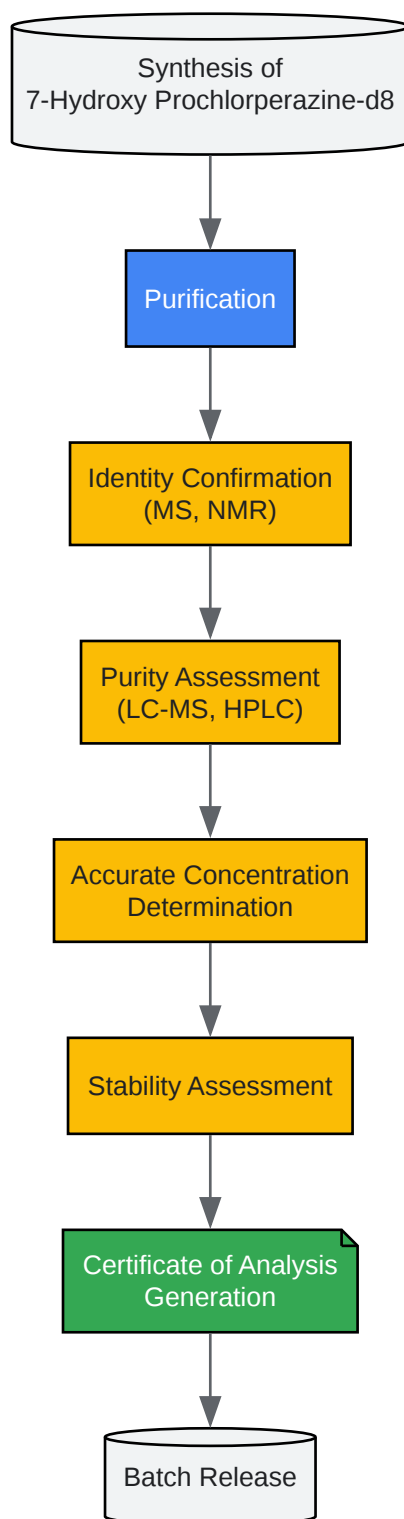 Synthesis of
7-Hydroxy Prochlorperazine-d8
Purification
Identity Confirmation
(MS, NMR)
Purity Assessment
(LC-MS, HPLC)
Accurate Concentration
Determination
Stability Assessment
Certificate of Analysis
Generation
Batch Release